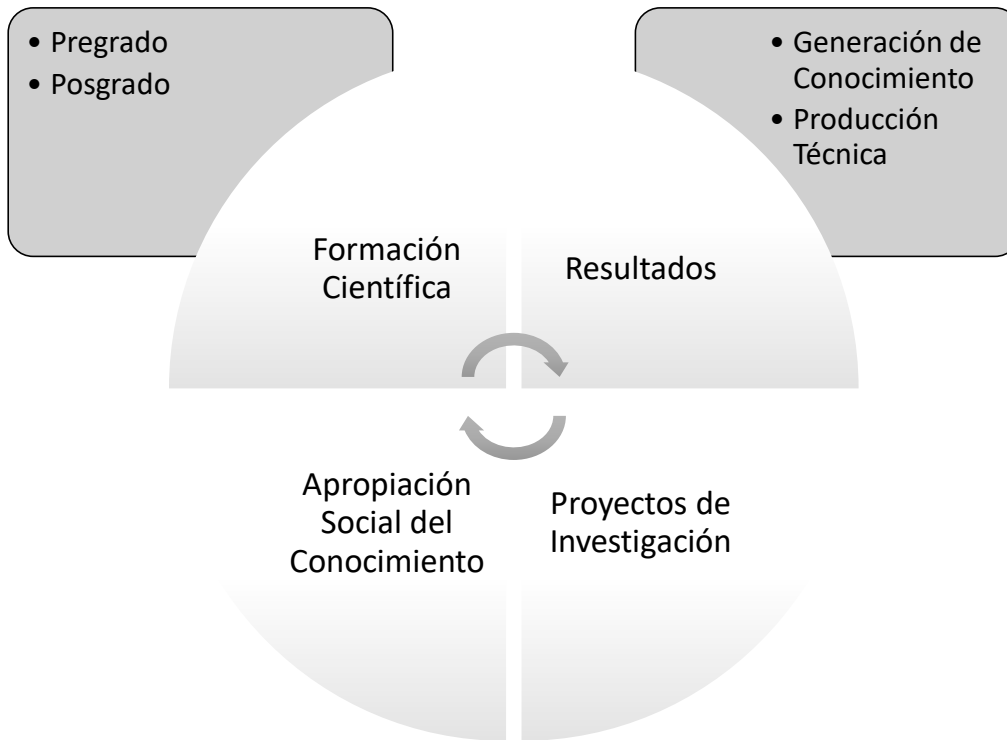 • Pregrado
• Posgrado
• Generación de
Conocimiento
• Producción
Técnica
Formación
Científica
Resultados
Apropiación
Social del
Conocimiento
Proyectos de
Investigación